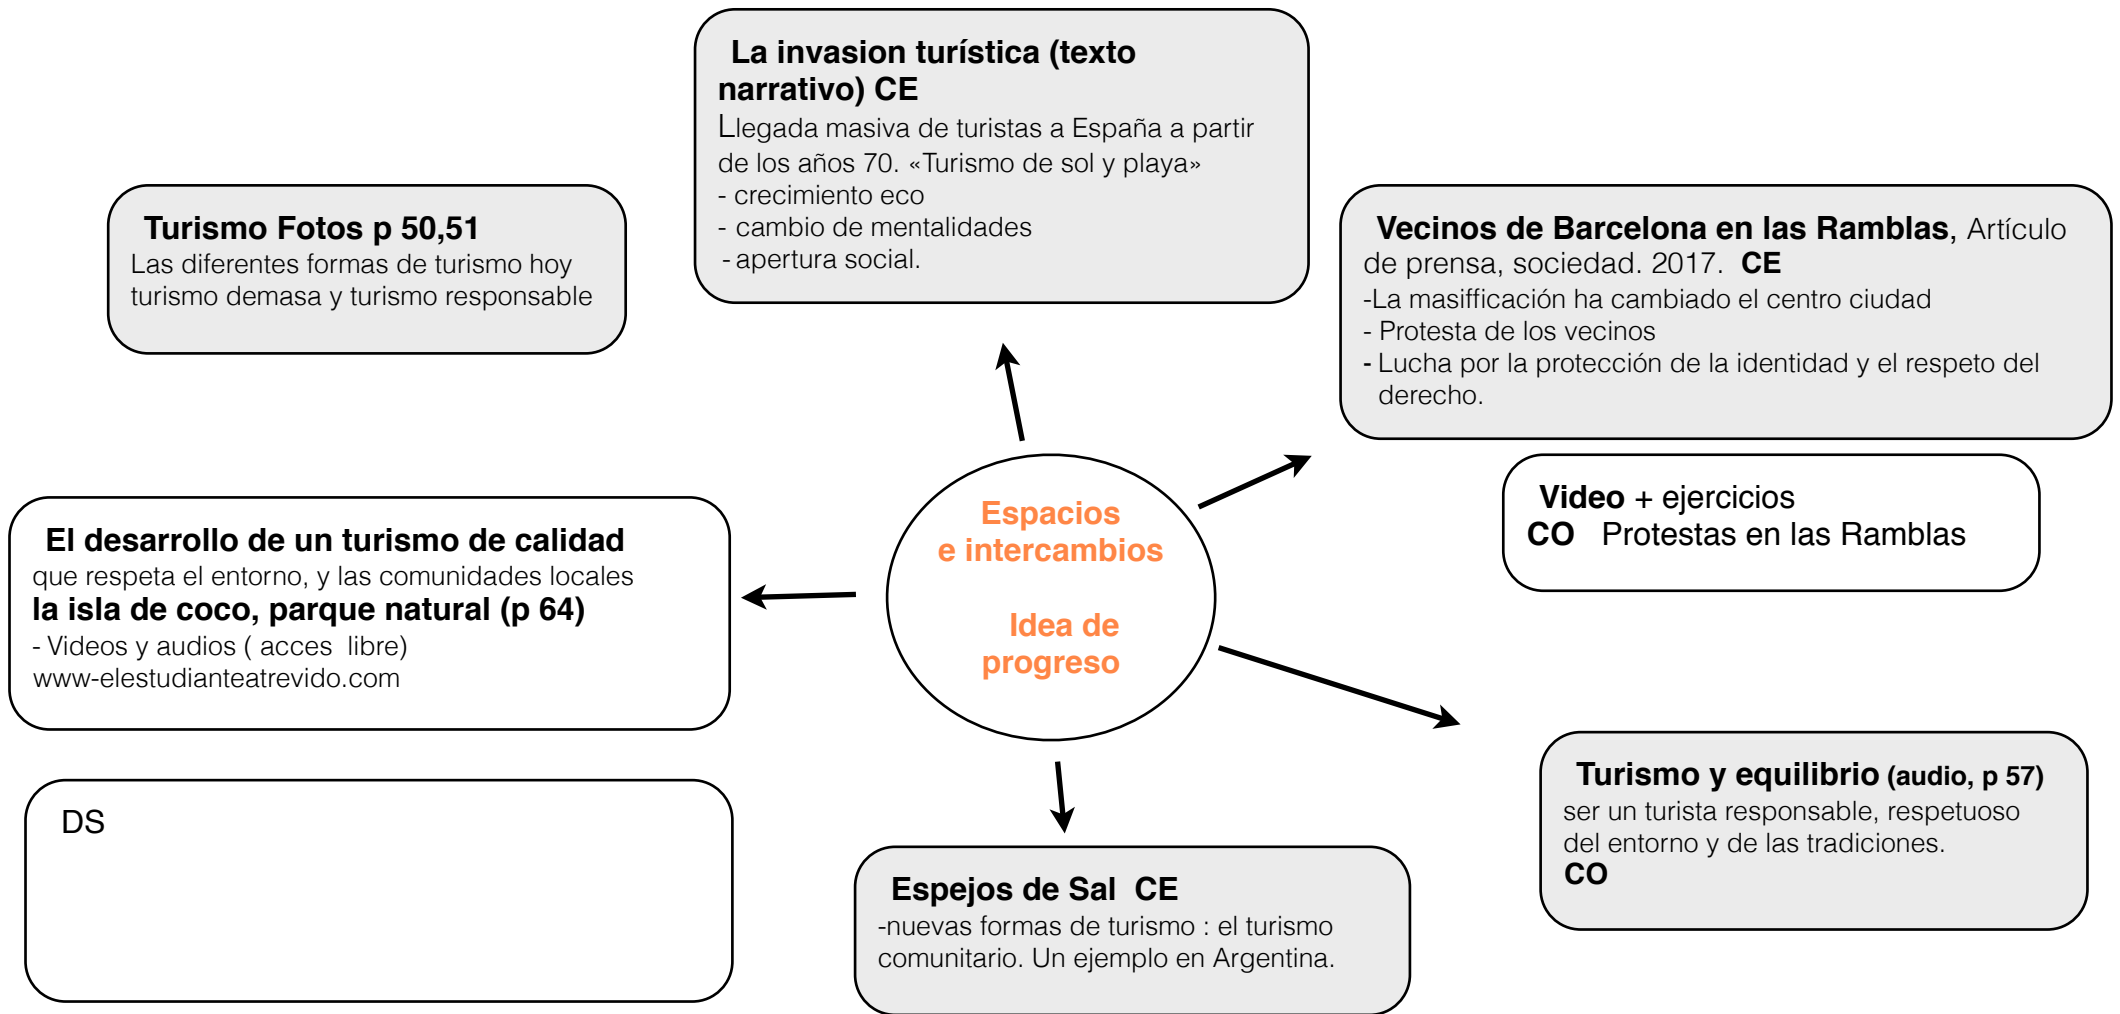 La invasion turística (texto
narrativo) CE
Llegada masiva de turistas a España a partir
de los años 70. «Turismo de sol y playa»
- crecimiento eco
- cambio de mentalidades
- apertura social.
Turismo Fotos p 50,51
Las diferentes formas de turismo hoy
turismo demasa y turismo responsable
Vecinos de Barcelona en las Ramblas, Artículo
de prensa, sociedad. 2017. CE
-La masifficación ha cambiado el centro ciudad
- Protesta de los vecinos
- Lucha por la protección de la identidad y el respeto del
derecho.
Video + ejercicios
CO Protestas en las Ramblas
Espacios
e intercambios
Idea de
progreso
El desarrollo de un turismo de calidad
que respeta el entorno, y las comunidades locales
la isla de coco, parque natural (p 64)
- Videos y audios ( acces libre)
www-elestudianteatrevido.com
Turismo y equilibrio (audio, p 57)
ser un turista responsable, respetuoso
del entorno y de las tradiciones.
CO
DS
Espejos de Sal CE
-nuevas formas de turismo : el turismo
comunitario. Un ejemplo en Argentina.